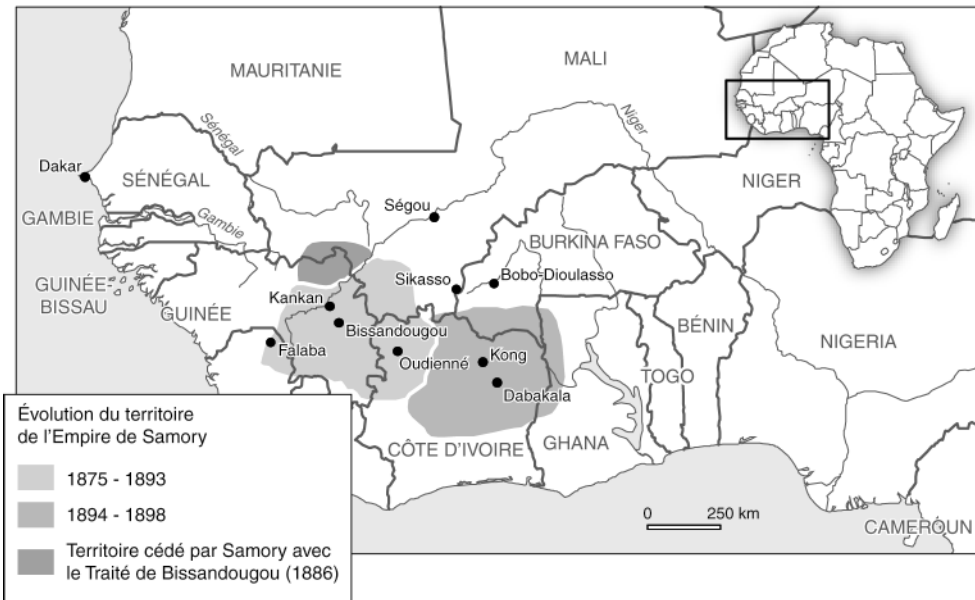 MAURITANIE
MALI
Sénégal
Niger
Dakar
SÉNÉGAL
NIGER
Ségou
GAMBIE
Gambie
BURKINA FASO
GUINÉE-
BISSAU
Sikasso
Bobo-Dioulasso
Kankan
GUINÉE
BÉNIN
Bissandougou
NIGERIA
Falaba
Oudienné
Kong
TOGO
Dabakala
Évolution du territoire
de l'Empire de Samory
CÔTE D'IVOIRE
GHANA
1875 - 1893
1894 - 1898
0 250 km
CAMEROUN
Territoire cédé par Samory avec
le Traité de Bissandougou (1886)